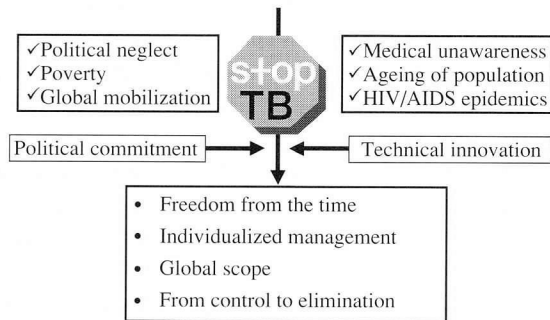 ✓Political neglect
✓Poverty
✓Global mobilization
stop
TB
✓Medical unawareness
✓Ageing of population
✓HIV/AIDS epidemics
Political commitment
Technical innovation
• Freedom from the time
• Individualized management
• Global scope
• From control to elimination